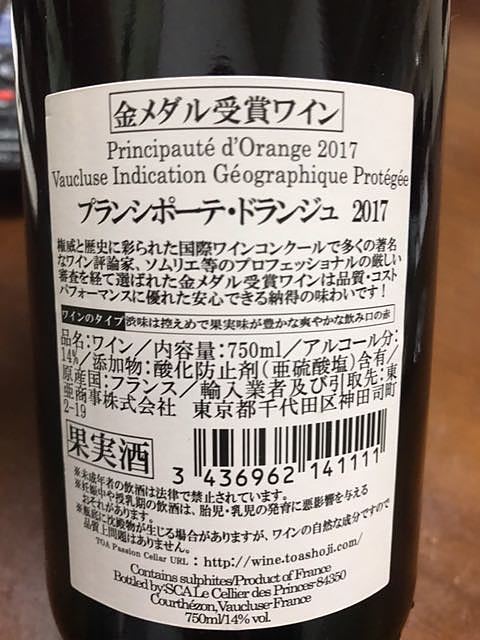 金メダル受賞ワイン
Principauté d'Orange 2017
Vaucluse Indication Géographique Protégée
プランシポーテ・ドランジュ 2017
権威と歴史に彩られた国際ワインコンクールで多くの著名
なワイン評論家、ソムリエ等のプロフェッショナルの厳しい
審査を経て選ばれた金メダル受賞ワインは品質・コスト
パフォーマンスに優れた安心できる納得の味わいです!
ワインのタイプ 渋味は控えめで果実味が豊かな爽やかな飲み口の赤
品名:ワイン/内容量:750ml/アルコール分:
14%/添加物:酸化防止剤(亜硫酸塩)含有/
原産国:フランス/輸入業者及び引取先:東
亜商事株式会社 東京都千代田区神田司町
2-19
果実酒
3 436962 141111
※未成年者の飲酒は法律で禁止されています。
※妊娠中や授乳期の飲酒は、胎児・乳児の発育に悪影響を与える
おそれがあります。
※瓶底に沈殿物が生じる場合がありますが、ワインの自然な成分ですので
品質上問題はありません。
TOA Passion Cellar URL : http://wine.toashoji.com/
Contains sulphites/Product of France
Bottled by:SCA Le Cellier des Princes-84350
Courthézon,Vaucluse-France
750ml/14% vol.